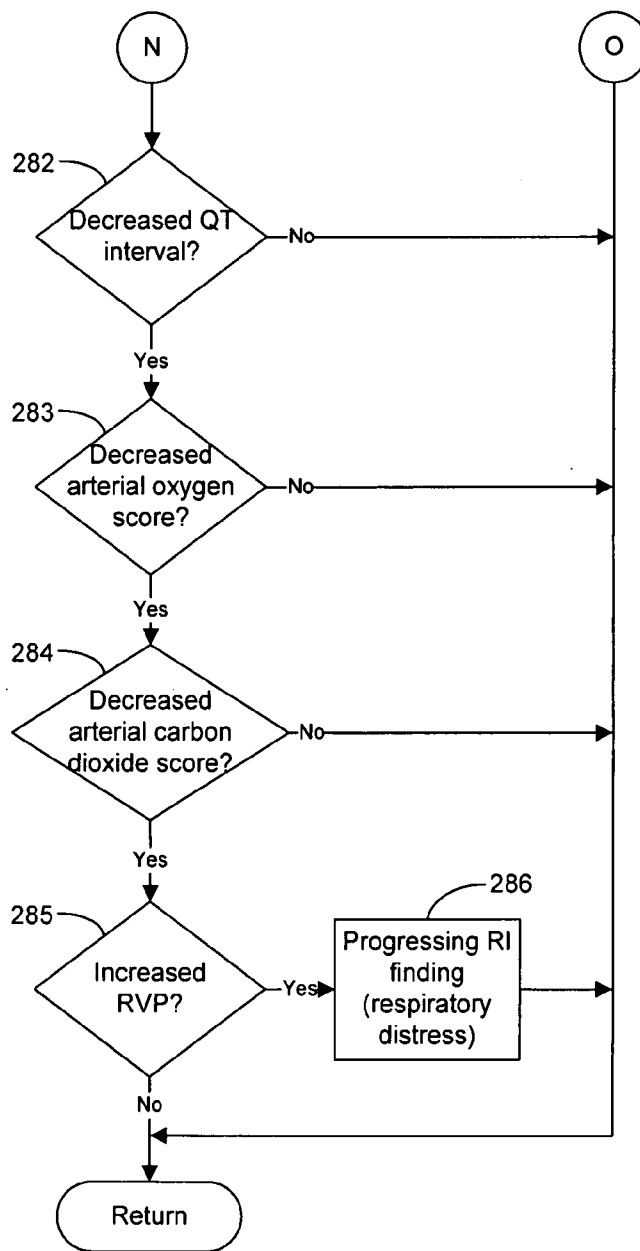 N
O
282
Decreased QT
interval?
No
Yes
283
Decreased
arterial oxygen
score?
No
Yes
284
Decreased
arterial carbon
dioxide score?
No
Yes
285
Increased
RVP?
Yes
286
Progressing RI
finding
(respiratory
distress)
No
Return